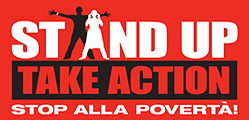 STAND UP
TAKE ACTION
STOP ALLA POVERTÀ!